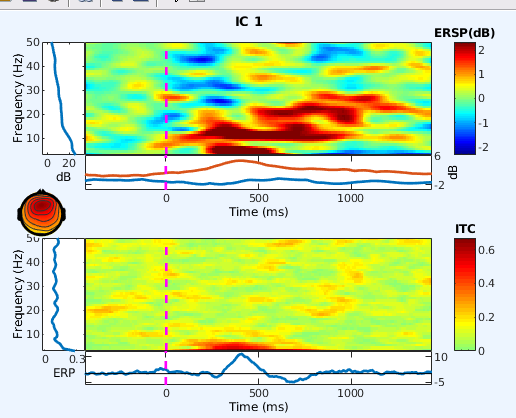 IC 1
ERSP(dB)
50
40
30
20
10
Frequency (Hz)
0 20
dB
2
1
0
-1
-2
6
-2
dB
0 500 1000
Time (ms)
ITC
50
40
30
20
10
Frequency (Hz)
0 0.3
ERP
0.6
0.4
0.2
0
10
-5
0 500 1000
Time (ms)